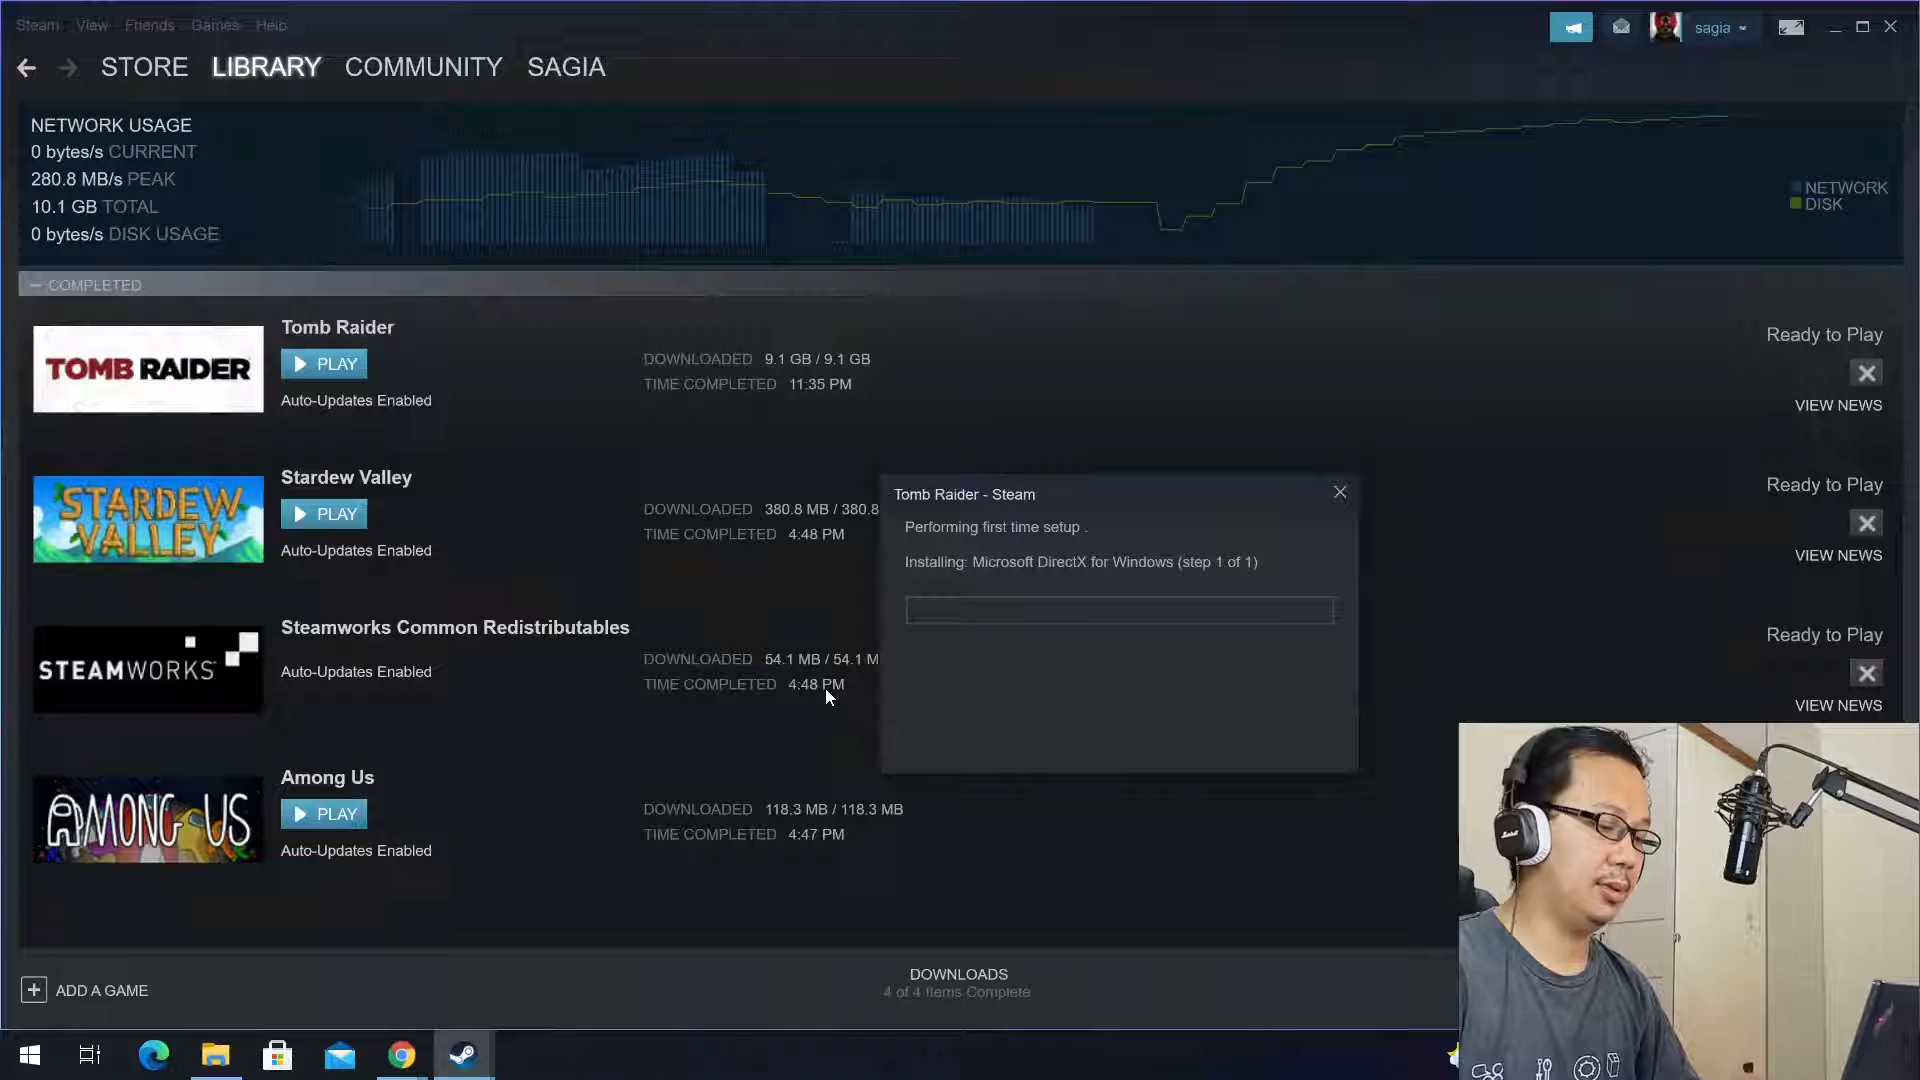 Steam View Friends Games Help
sagia
STORE LIBRARY COMMUNITY SAGIA
NETWORK USAGE
0 bytes/s CURRENT
280.8 MB/s PEAK
10.1 GB TOTAL
0 bytes/s DISK USAGE
NETWORK
DISK
COMPLETED
Tomb Raider
TOMB RAIDER
PLAY
Auto-Updates Enabled
DOWNLOADED 9.1 GB / 9.1 GB
TIME COMPLETED 11:35 PM
Ready to Play
VIEW NEWS
Stardew Valley
STARDEW VALLEY
PLAY
Auto-Updates Enabled
DOWNLOADED 380.8 MB / 380.8
TIME COMPLETED 4:48 PM
Ready to Play
VIEW NEWS
Tomb Raider - Steam
Performing first time setup .
Installing: Microsoft DirectX for Windows (step 1 of 1)
Steamworks Common Redistributables
STEAMWORKS
Auto-Updates Enabled
DOWNLOADED 54.1 MB / 54.1 M
TIME COMPLETED 4:48 PM
Ready to Play
VIEW NEWS
Among Us
AMONG US
PLAY
Auto-Updates Enabled
DOWNLOADED 118.3 MB / 118.3 MB
TIME COMPLETED 4:47 PM
Marshall
ADD A GAME
DOWNLOADS
4 of 4 Items Complete